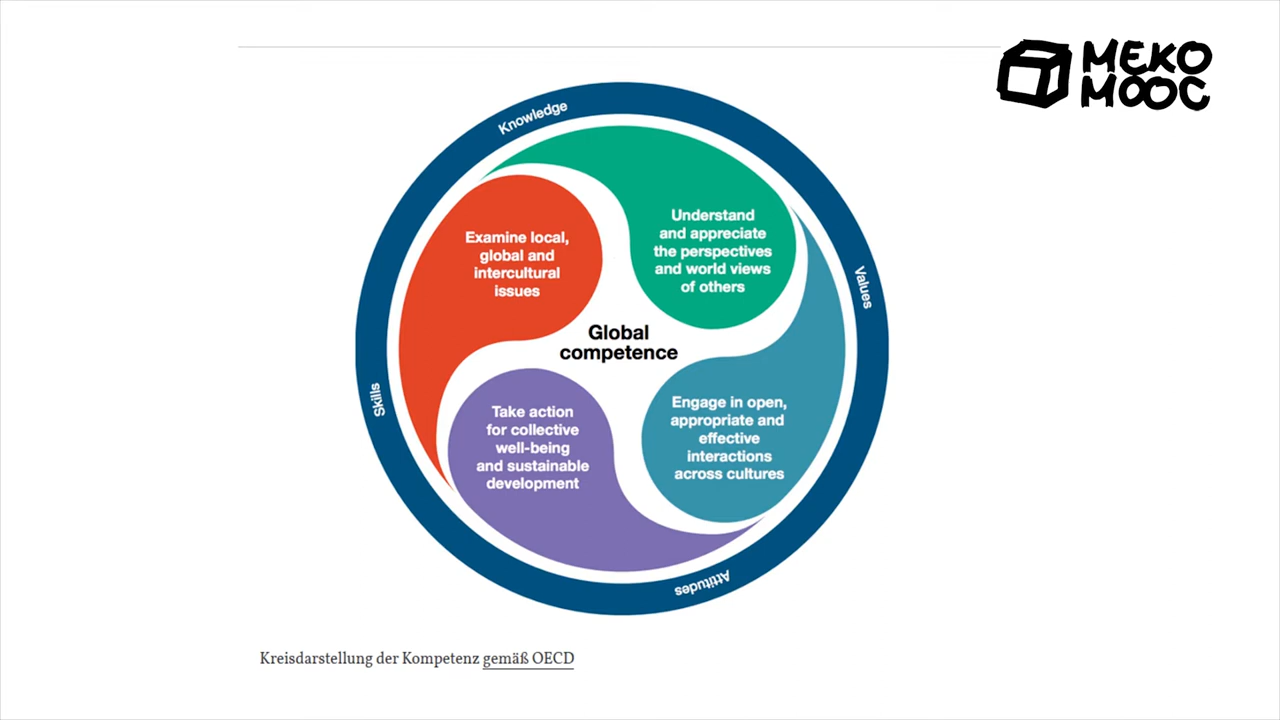 MEKO
MOOC
Knowledge
Values
Attitudes
Skills
Examine local,
global and
intercultural
issues
Understand
and appreciate
the perspectives
and world views
of others
Global
competence
Take action
for collective
well-being
and sustainable
development
Engage in open,
appropriate and
effective
interactions
across cultures
Kreisdarstellung der Kompetenz gemäß OECD